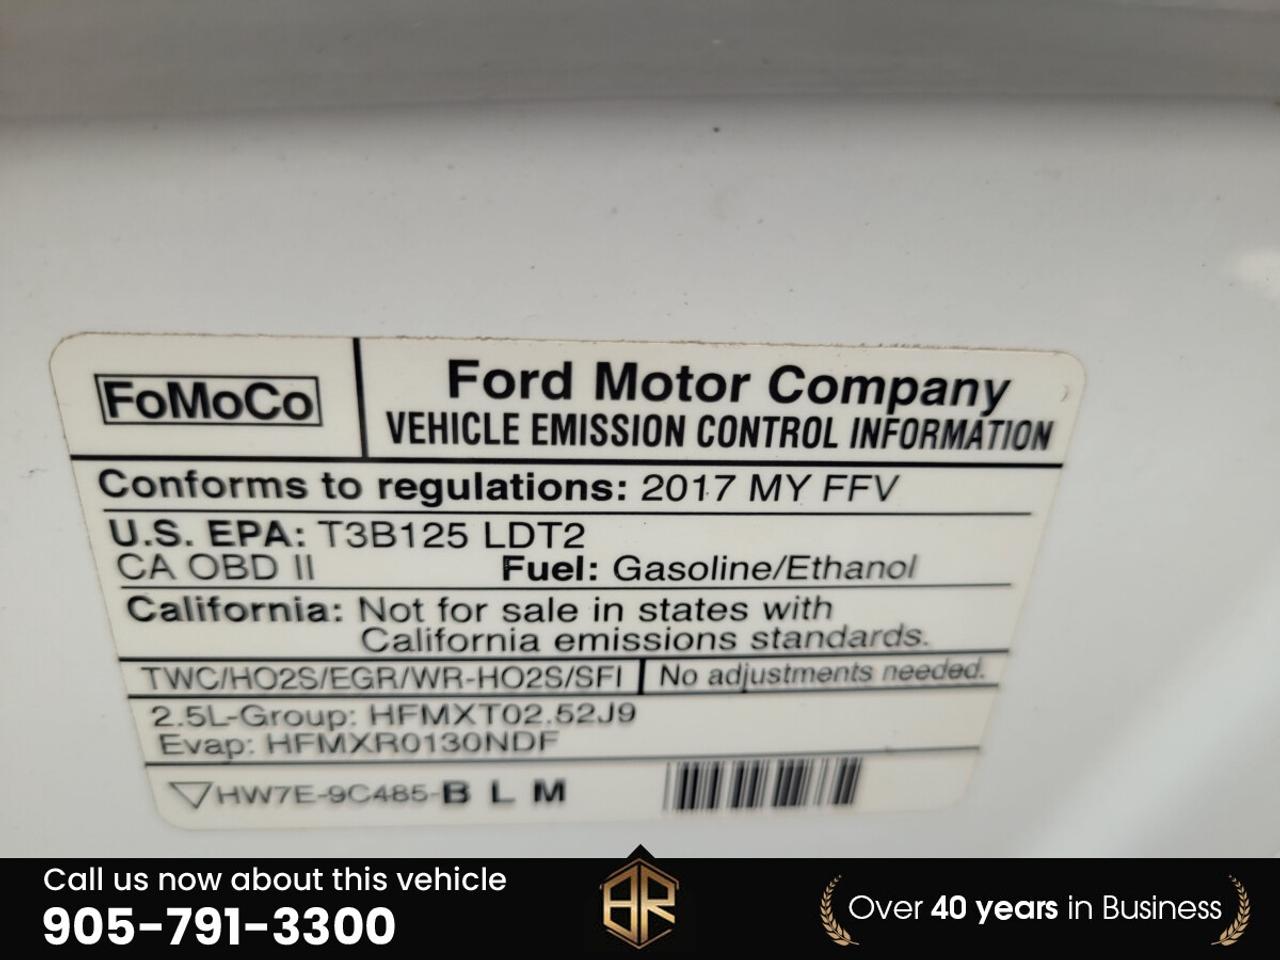 FoMoCo
Ford Motor Company
VEHICLE EMISSION CONTROL INFORMATION
Conforms to regulations: 2017 MY FFV
U.S. EPA: T3B125 LDT2
CA OBD II Fuel: Gasoline/Ethanol
California: Not for sale in states with
California emissions standards.
TWC/HO2S/EGR/WR-HO2S/SFI No adjustments needed.
2.5L-Group: HFMXT02.52J9
Evap: HFMXR0130NDF
HW7E-9C485-B L M
Call us now about this vehicle
905-791-3300
BR
Over 40 years in Business